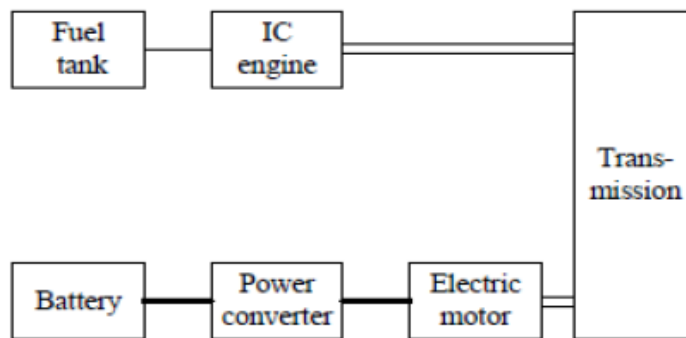 Fuel
tank
IC
engine
Trans-
mission
Battery
Power
converter
Electric
motor